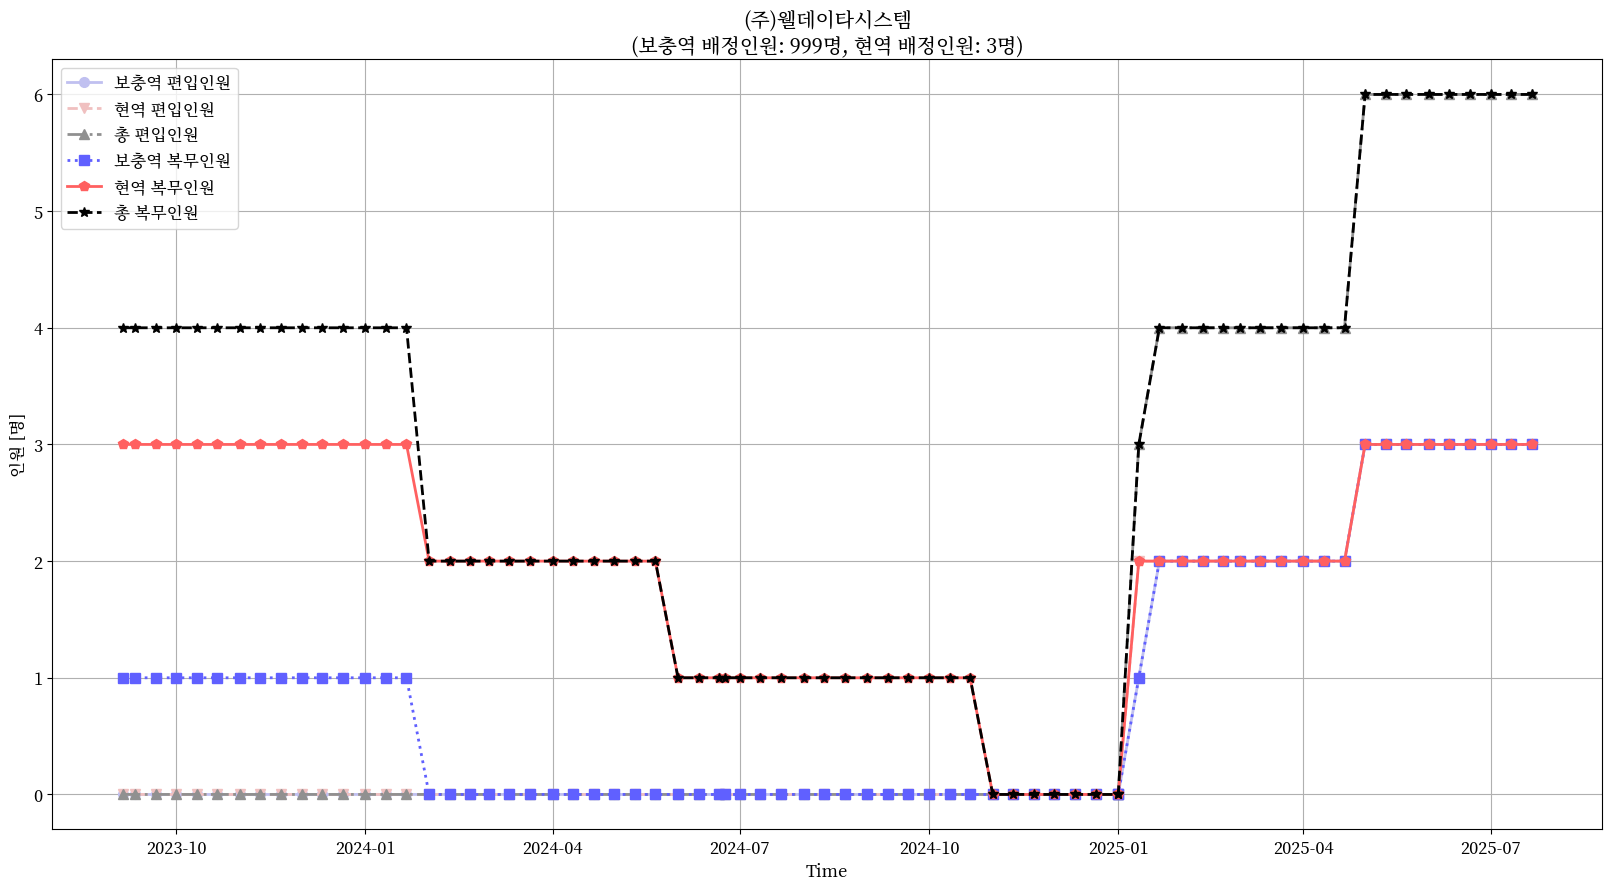 (주)웰데이타시스템
(보충역 배정인원: 999명, 현역 배정인원: 3명)
보충역 편입인원
현역 편입인원
총 편입인원
보충역 복무인원
현역 복무인원
총 복무인원
6
5
4
3
2
1
0
인원 [명]
2023-10
2024-01
2024-04
2024-07
2024-10
2025-01
2025-04
2025-07
Time